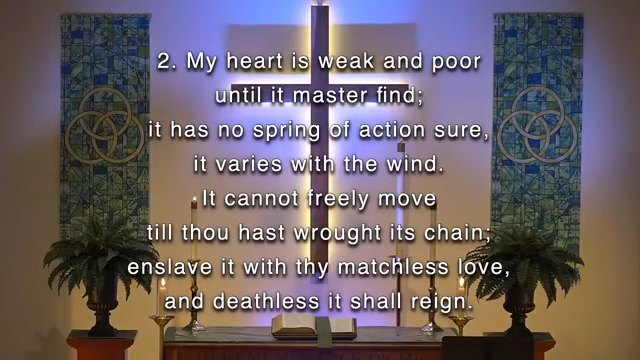 2. My heart is weak and poor
until it master find;
it has no spring of action sure,
it varies with the wind.
It cannot freely move
till thou hast wrought its chain;
enslave it with thy matchless love,
and deathless it shall reign.